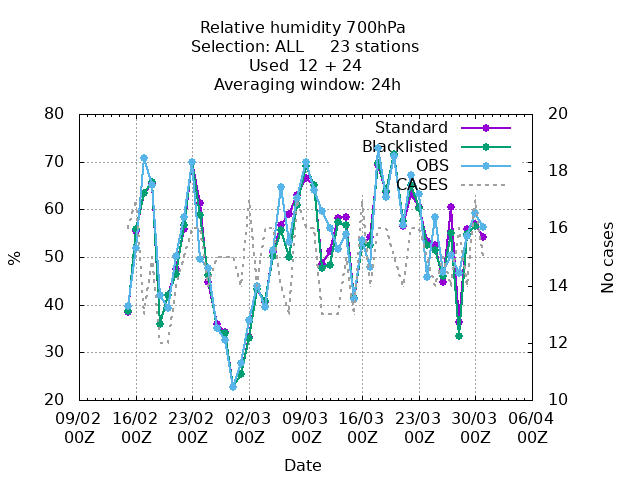 Relative humidity 700hPa
Selection: ALL 23 stations
Used 12 + 24
Averaging window: 24h
80
70
60
50
40
30
20
%
20
18
16
14
12
10
No cases
Standard
Blacklisted
OBS
CASES
09/02 16/02 23/02 02/03 09/03 16/03 23/03 30/03 06/04
00Z 00Z 00Z 00Z 00Z 00Z 00Z 00Z 00Z
Date